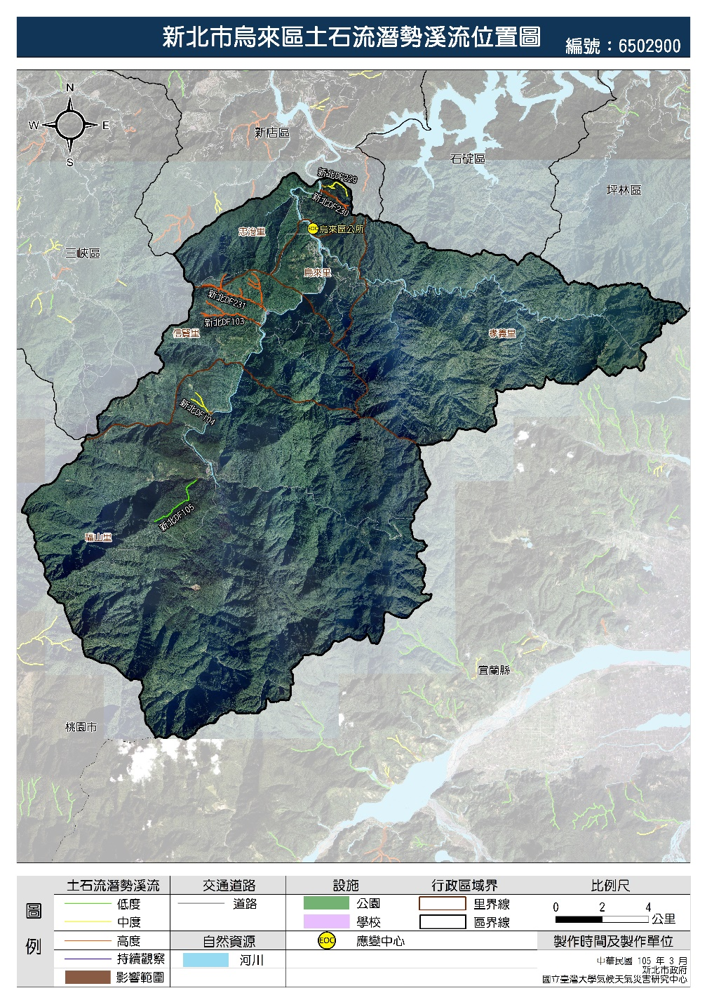 新北市烏來區土石流潛勢溪流位置圖
編號：6502900
N
W
E
S
新店區
石碇區
坪林區
新北DF229
新北DF230
EOC
烏來區公所
忠治里
三峽區
烏來里
新北DF231
新北DF103
信賢里
孝義里
新北DF104
新北DF105
福山里
宜蘭縣
桃園市
圖例
土石流潛勢溪流
低度
中度
高度
持續觀察
影響範圍
交通道路
道路
自然資源
河川
設施
公園
學校
EOC
應變中心
行政區域界
里界線
區界線
比例尺
0 2 4
公里
製作時間及製作單位
中華民國 105 年 3 月
新北市政府
國立臺灣大學氣候天氣災害研究中心